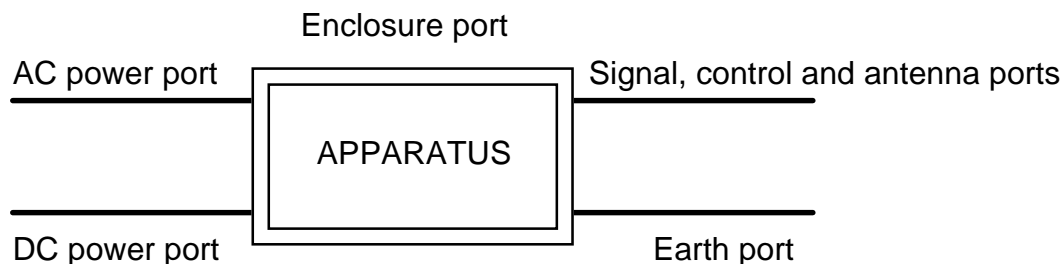 Enclosure port
AC power port
Signal, control and antenna ports
APPARATUS
DC power port
Earth port